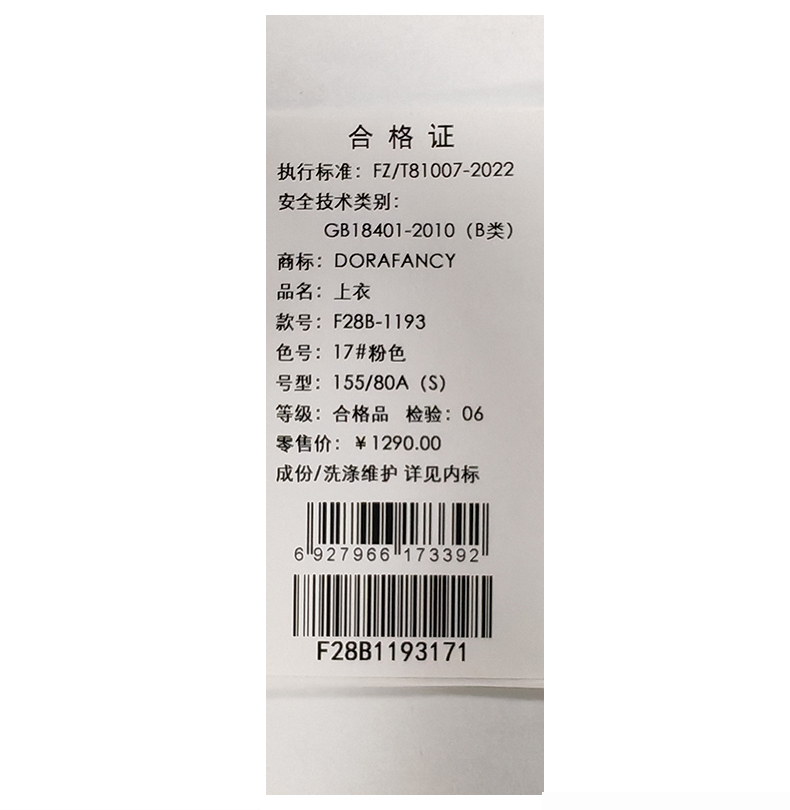 合格证
执行标准：FZ/T81007-2022
安全技术类别：
GB18401-2010（B类）
商标：DORAFANCY
品名：上衣
款号：F28B-1193
色号：17#粉色
号型：155/80A（S）
等级：合格品 检验：06
零售价：￥1290.00
成份/洗涤维护 详见内标
6 927966 173392
F28B1193171